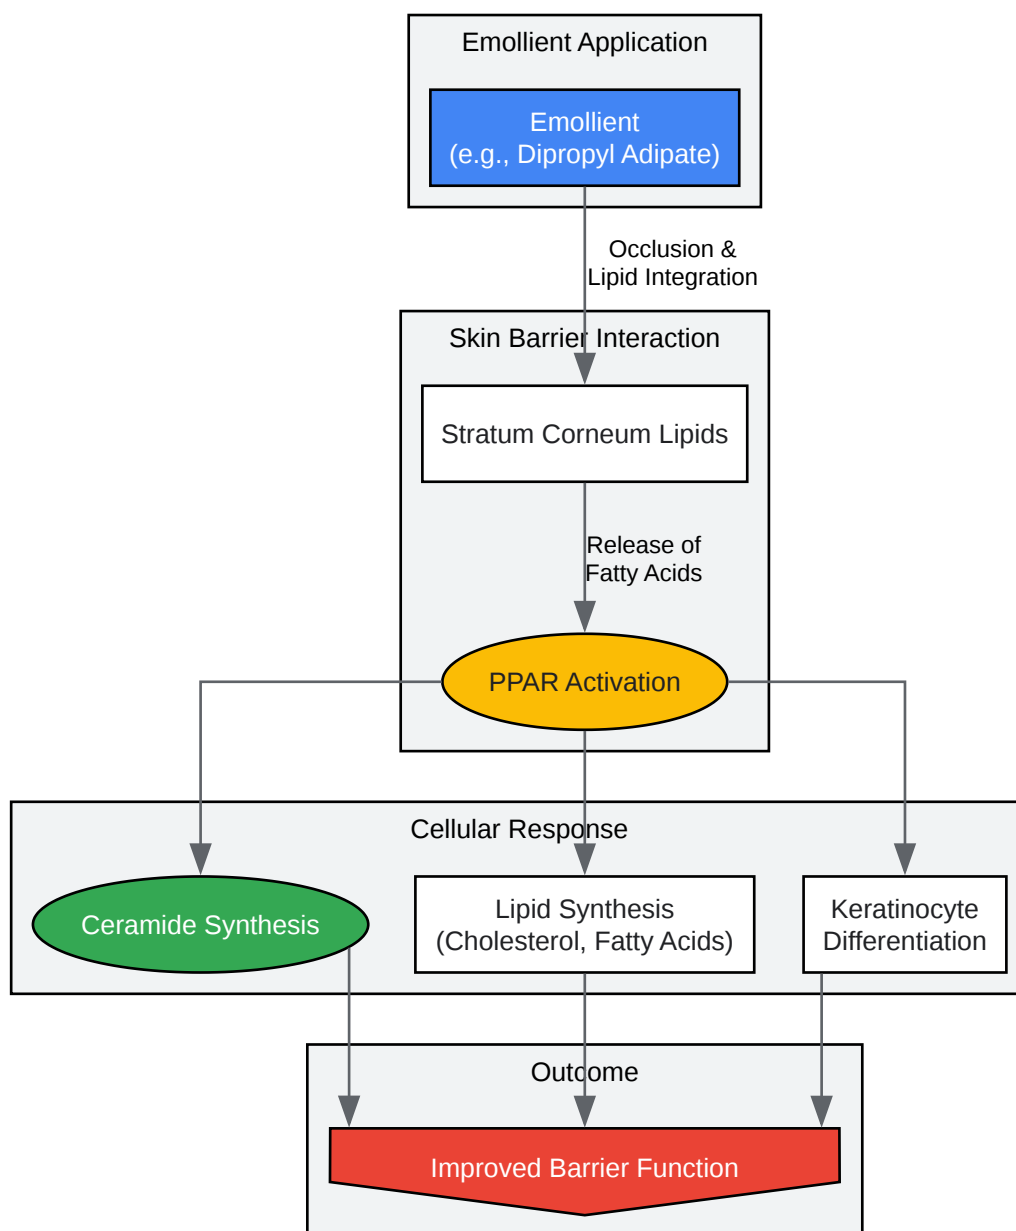 Emollient Application
Emollient
(e.g., Dipropyl Adipate)
Occlusion &
Lipid Integration
Skin Barrier Interaction
Stratum Corneum Lipids
Release of
Fatty Acids
PPAR Activation
Cellular Response
Ceramide Synthesis
Lipid Synthesis
(Cholesterol, Fatty Acids)
Keratinocyte
Differentiation
Outcome
Improved Barrier Function